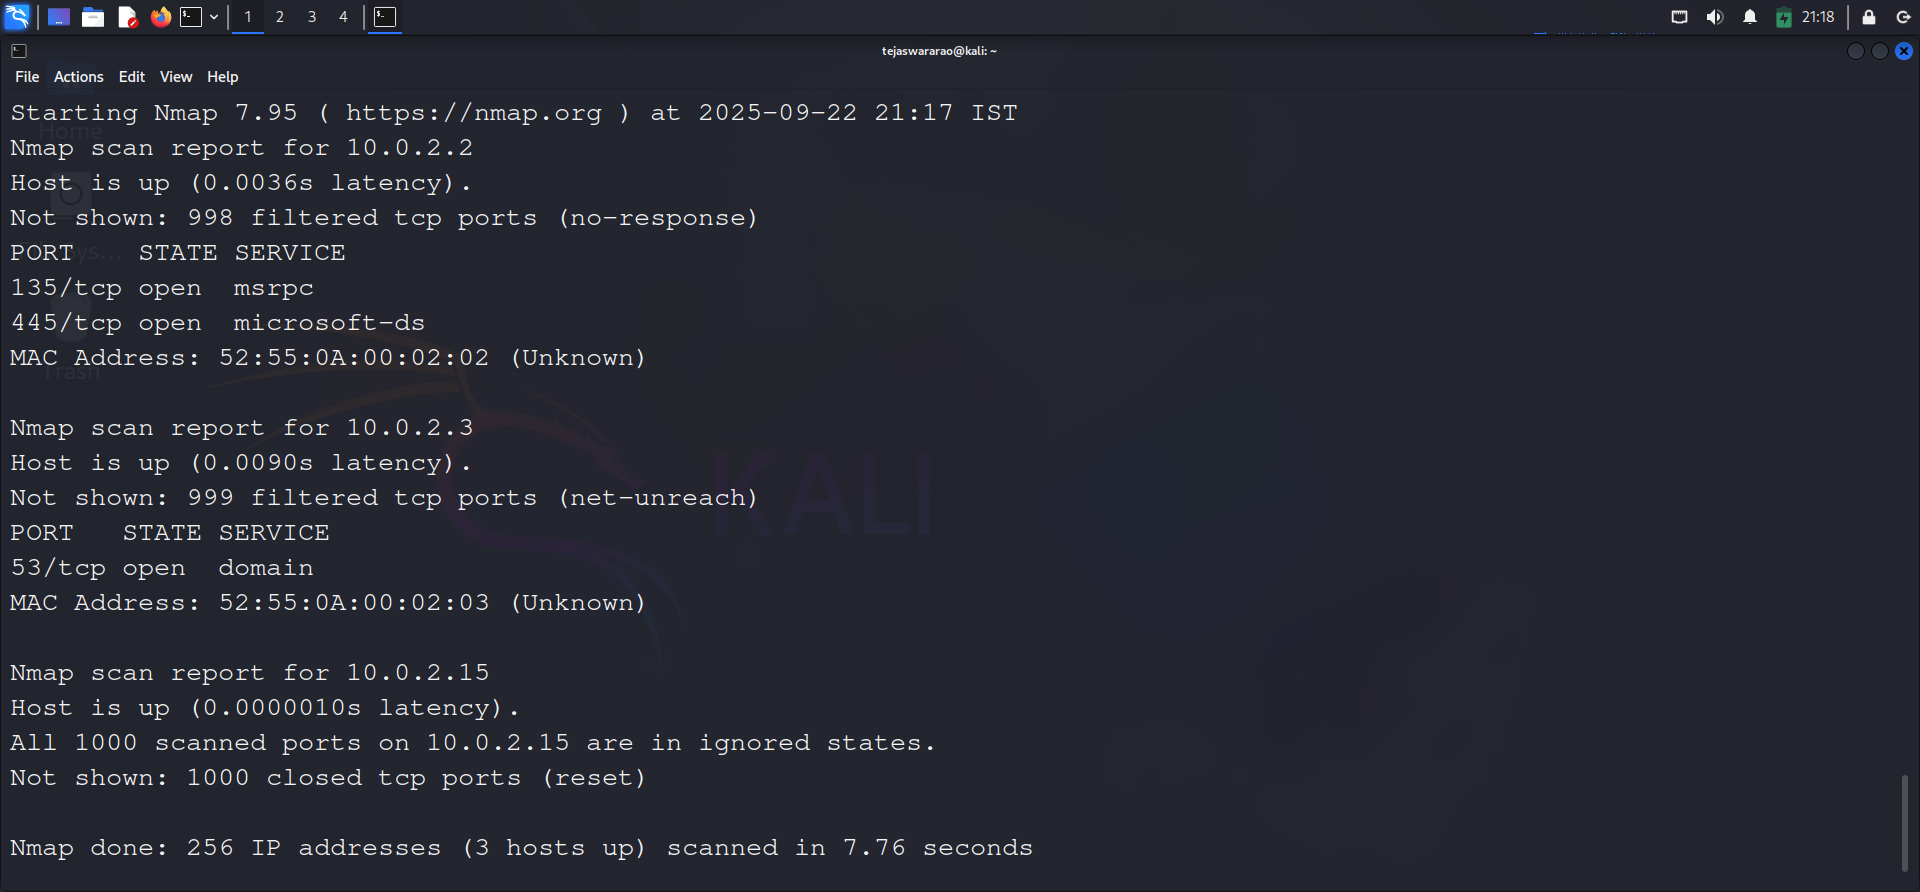 1 2 3 4 21:18
tejaswararao@kali: ~
File Actions Edit View Help
Starting Nmap 7.95 ( https://nmap.org ) at 2025-09-22 21:17 IST
Home
Nmap scan report for 10.0.2.2
Host is up (0.0036s latency).
Not shown: 998 filtered tcp ports (no-response)
PORT    STATE SERVICE
135/tcp open  msrpc
445/tcp open  microsoft-ds
MAC Address: 52:55:0A:00:02:02 (Unknown)
Trash
Nmap scan report for 10.0.2.3
Host is up (0.0090s latency).
KALI
Not shown: 999 filtered tcp ports (net-unreach)
PORT   STATE SERVICE
53/tcp open  domain
MAC Address: 52:55:0A:00:02:03 (Unknown)
Nmap scan report for 10.0.2.15
Host is up (0.0000010s latency).
All 1000 scanned ports on 10.0.2.15 are in ignored states.
Not shown: 1000 closed tcp ports (reset)
Nmap done: 256 IP addresses (3 hosts up) scanned in 7.76 seconds